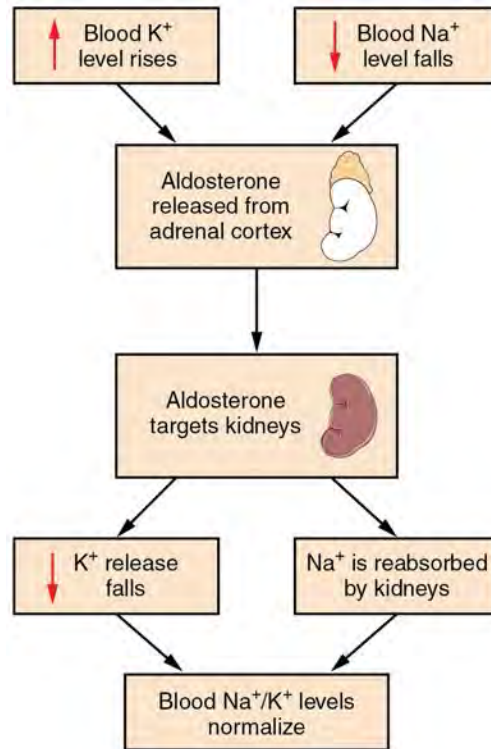 Blood K⁺
level rises
Blood Na⁺
level falls
Aldosterone
released from
adrenal cortex
Aldosterone
targets kidneys
K⁺ release
falls
Na⁺ is reabsorbed
by kidneys
Blood Na⁺/K⁺ levels
normalize